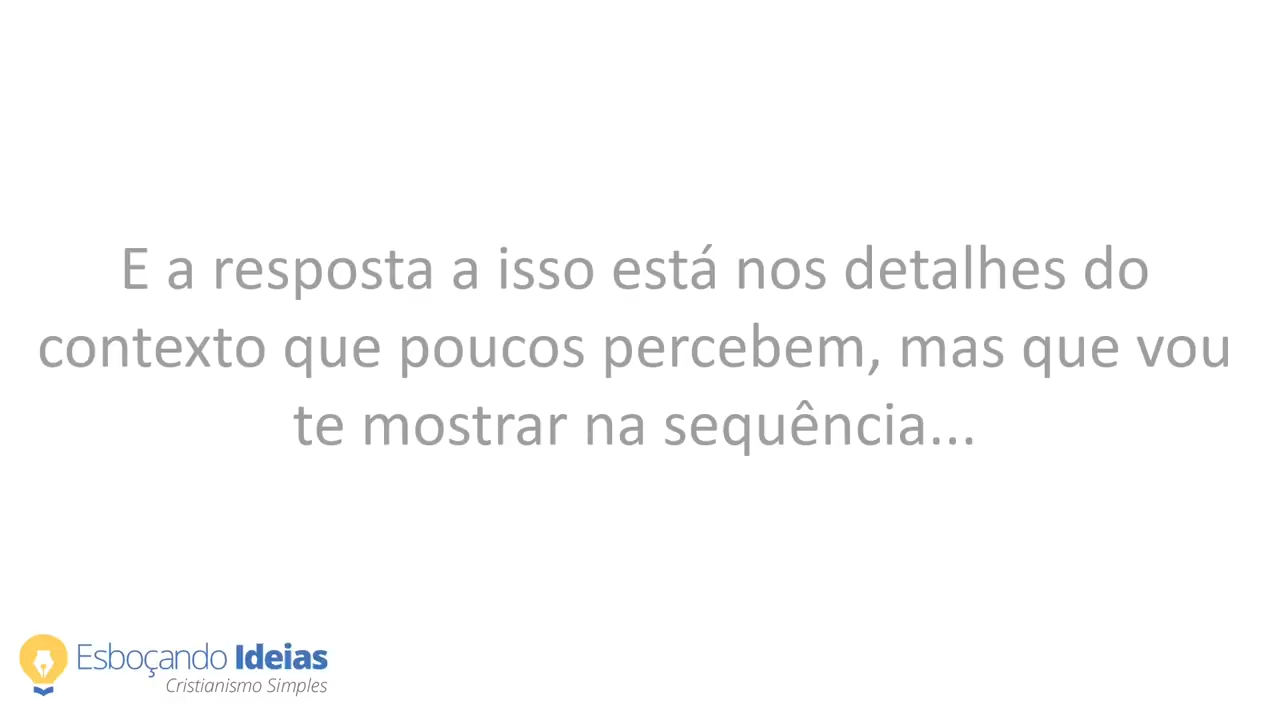 E a resposta a isso está nos detalhes do
contexto que poucos percebem, mas que vou
te mostrar na sequência...
Esboçando Ideias
Cristianismo Simples